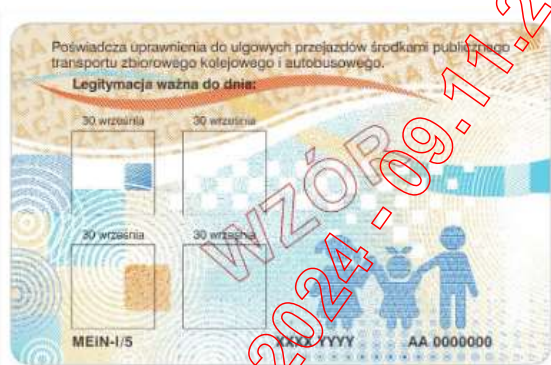 Poświadcza uprawnienia do ulgowych przejazdów środkami publicznego
transportu zbiorowego kolejowego i autobusowego.
Legitymacja ważna do dnia:
30 września 30 września
30 września 30 września
WZÓR
2024-09.11.2
MEiN-I/5 XXXX YYYY AA 0000000